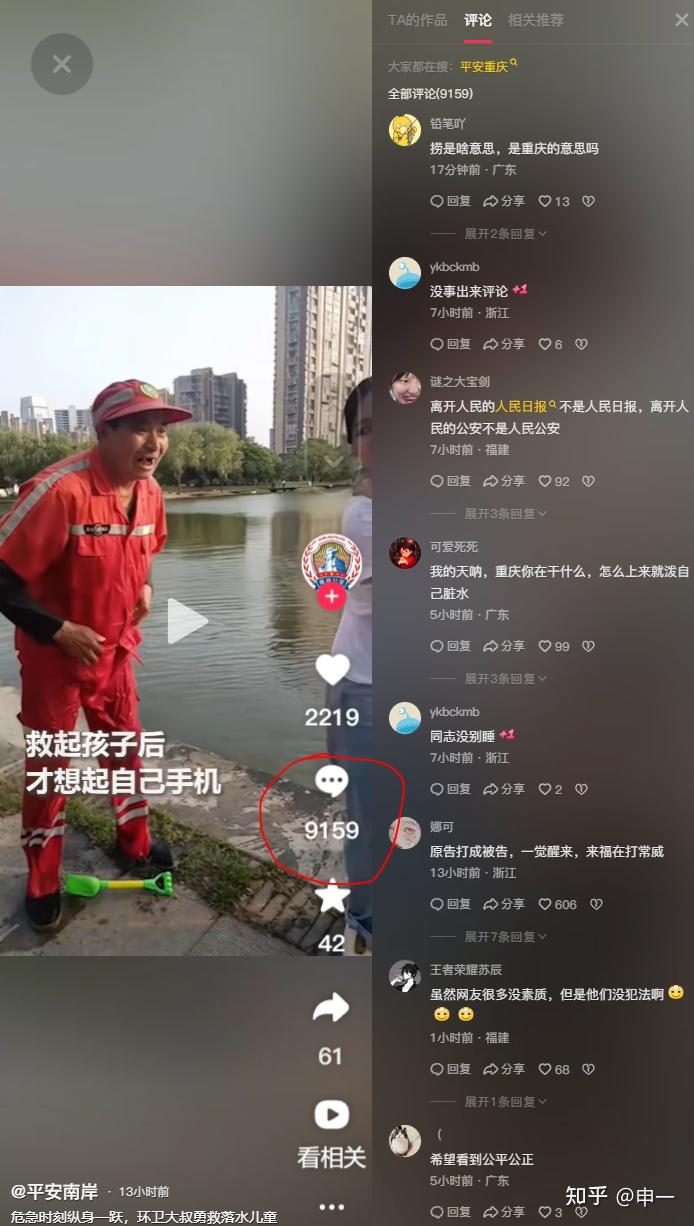 TA的作品 评论 相关推荐
大家都在搜：平安重庆
全部评论(9159)
铅笔吖
捞是啥意思，是重庆的意思吗
17分钟前·广东
回复 分享 13
展开2条回复
ykbckmb
没事出来评论 +1
7小时前·浙江
回复 分享 6
谜之大宝剑
离开人民的人民日报不是人民日报，离开人
民的公安不是人民公安
7小时前·福建
回复 分享 92
展开3条回复
可爱死死
我的天呐，重庆你在干什么，怎么上来就泼自
己脏水
5小时前·广东
回复 分享 99
展开3条回复
ykbckmb
同志没别睡 +1
7小时前·浙江
回复 分享 2
娜可
原告打成被告，一觉醒来，来福在打常威
13小时前·浙江
回复 分享 606
展开7条回复
王者荣耀苏辰
虽然网友很多没素质，但是他们没犯法啊
1小时前·福建
回复 分享 68
展开1条回复
（
希望看到公平公正
5小时前·广东
回复 分享 3
救起孩子后
才想起自己手机
2219
9159
42
61
看相关
@平安南岸 · 13小时前
危急时刻纵身一跃，环卫大叔勇救落水儿童
知乎 @申一